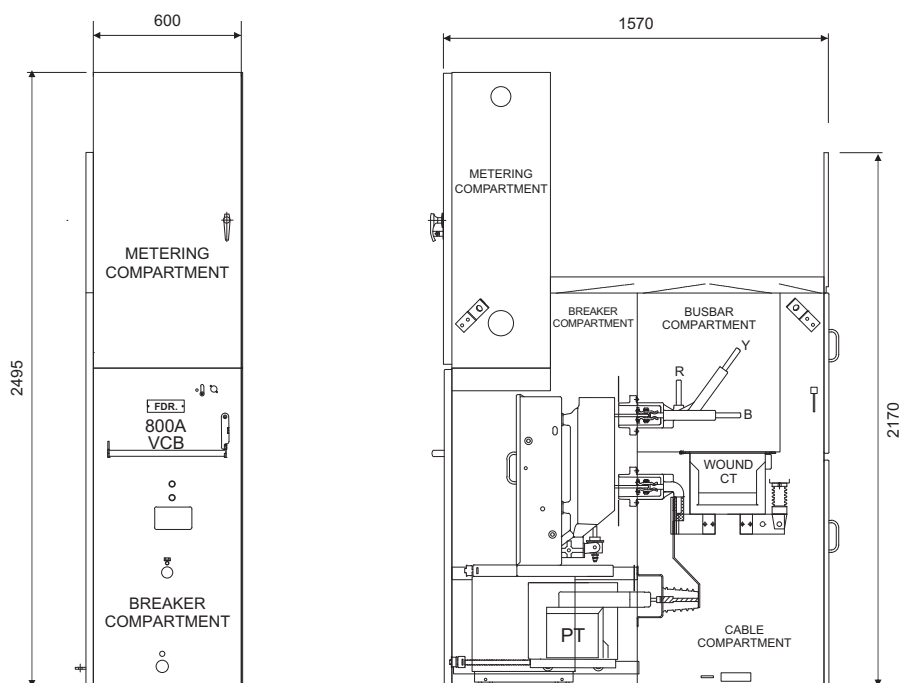 600
1570
2495
METERING
COMPARTMENT
FDR.
800A
VCB
BREAKER
COMPARTMENT
METERING
COMPARTMENT
BREAKER
COMPARTMENT
BUSBAR
COMPARTMENT
Y
R
B
WOUND
CT
PT
CABLE
COMPARTMENT
2170